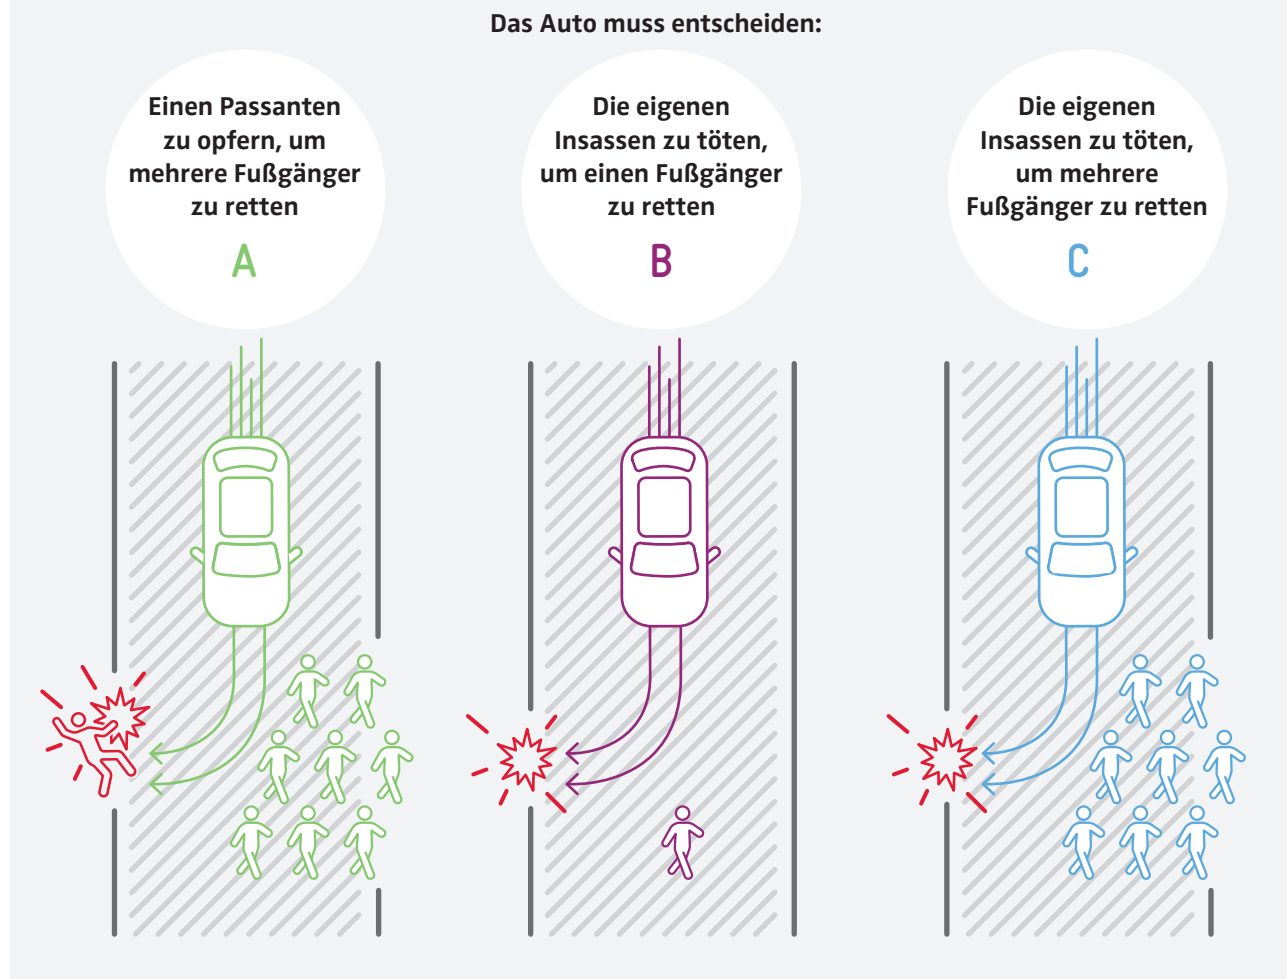 Das Auto muss entscheiden:
Einen Passanten
zu opfern, um
mehrere Fußgänger
zu retten
A
Die eigenen
Insassen zu töten,
um einen Fußgänger
zu retten
B
Die eigenen
Insassen zu töten,
um mehrere
Fußgänger zu retten
C